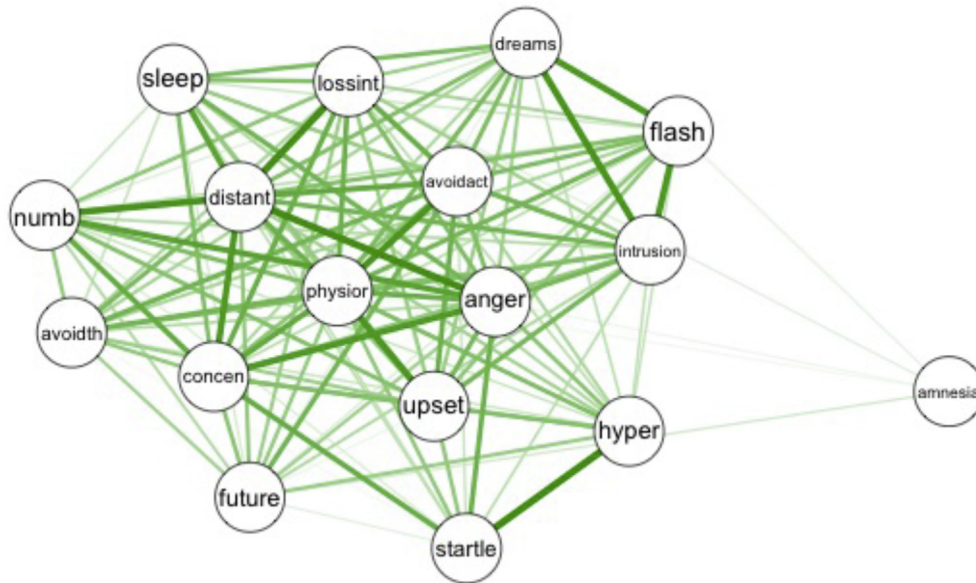 dreams
sleep
lossint
flash
avoidact
distant
numb
intrusion
physior
anger
avoidth
concen
amnesia
upset
hyper
future
startle